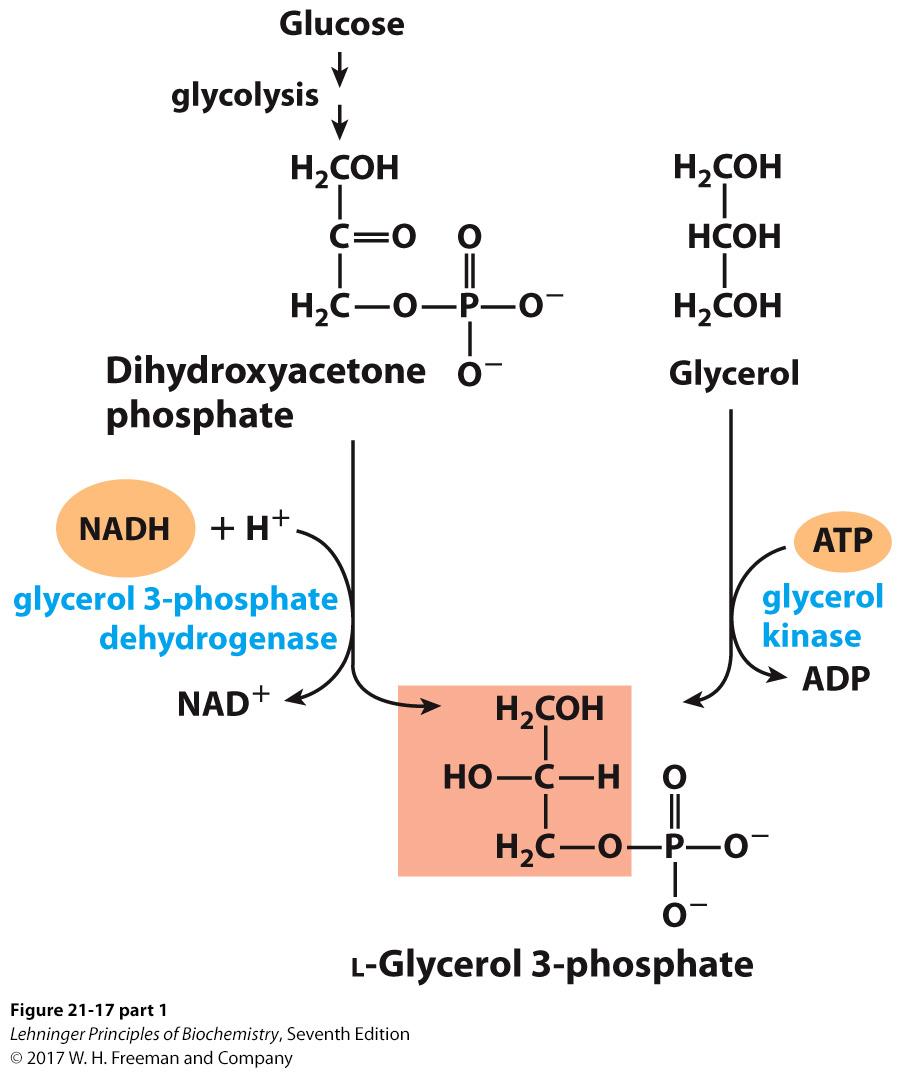 Glucose
glycolysis
H₂COH
C=O
O
H₂C—O—P—O⁻
O⁻
Dihydroxyacetone
phosphate
H₂COH
HCOH
H₂COH
Glycerol
NADH + H⁺
glycerol 3-phosphate
dehydrogenase
NAD⁺
ATP
glycerol
kinase
ADP
H₂COH
HO—C—H
O
H₂C—O—P—O⁻
O⁻
L-Glycerol 3-phosphate
Figure 21-17 part 1
Lehninger Principles of Biochemistry, Seventh Edition
© 2017 W. H. Freeman and Company